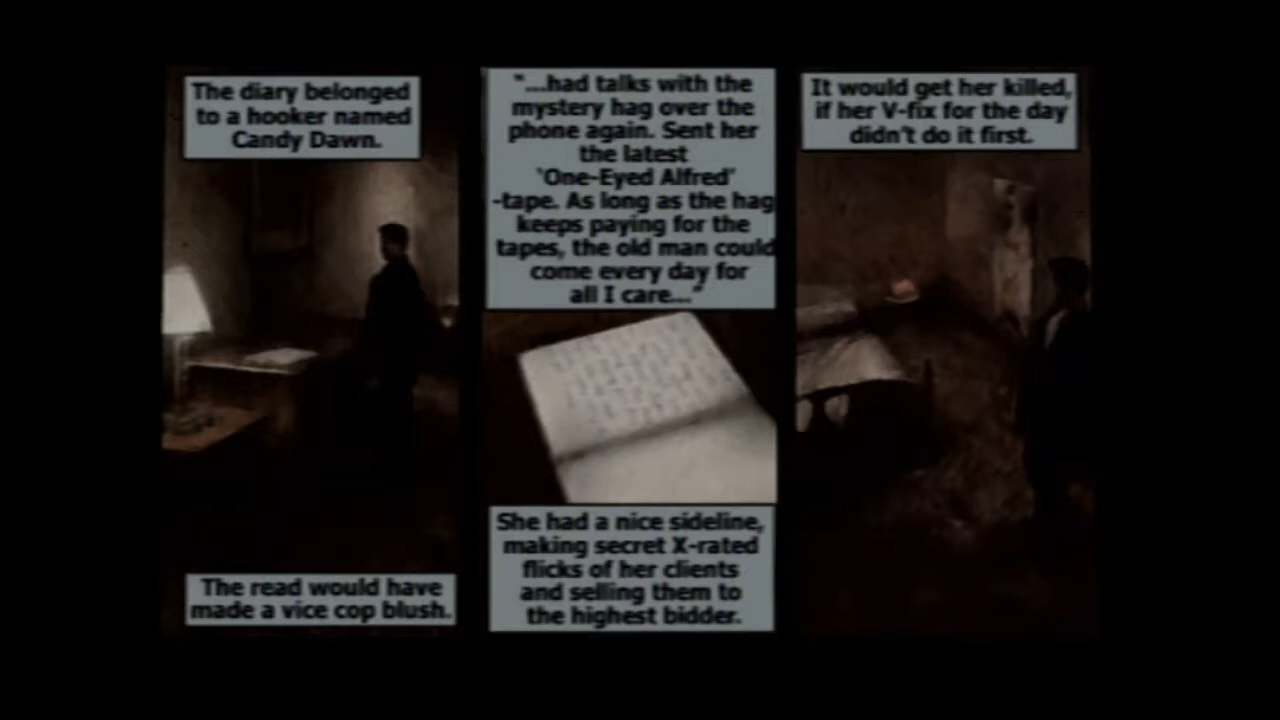 The diary belonged
to a hooker named
Candy Dawn.
The read would have
made a vice cop blush.
"...had talks with the
mystery hag over the
phone again. Sent her
the latest
'One-Eyed Alfred'
-tape. As long as the hag
keeps paying for the
tapes, the old man could
come every day for
all I care..."
She had a nice sideline,
making secret X-rated
flicks of her clients
and selling them to
the highest bidder.
It would get her killed,
if her V-fix for the day
didn't do it first.